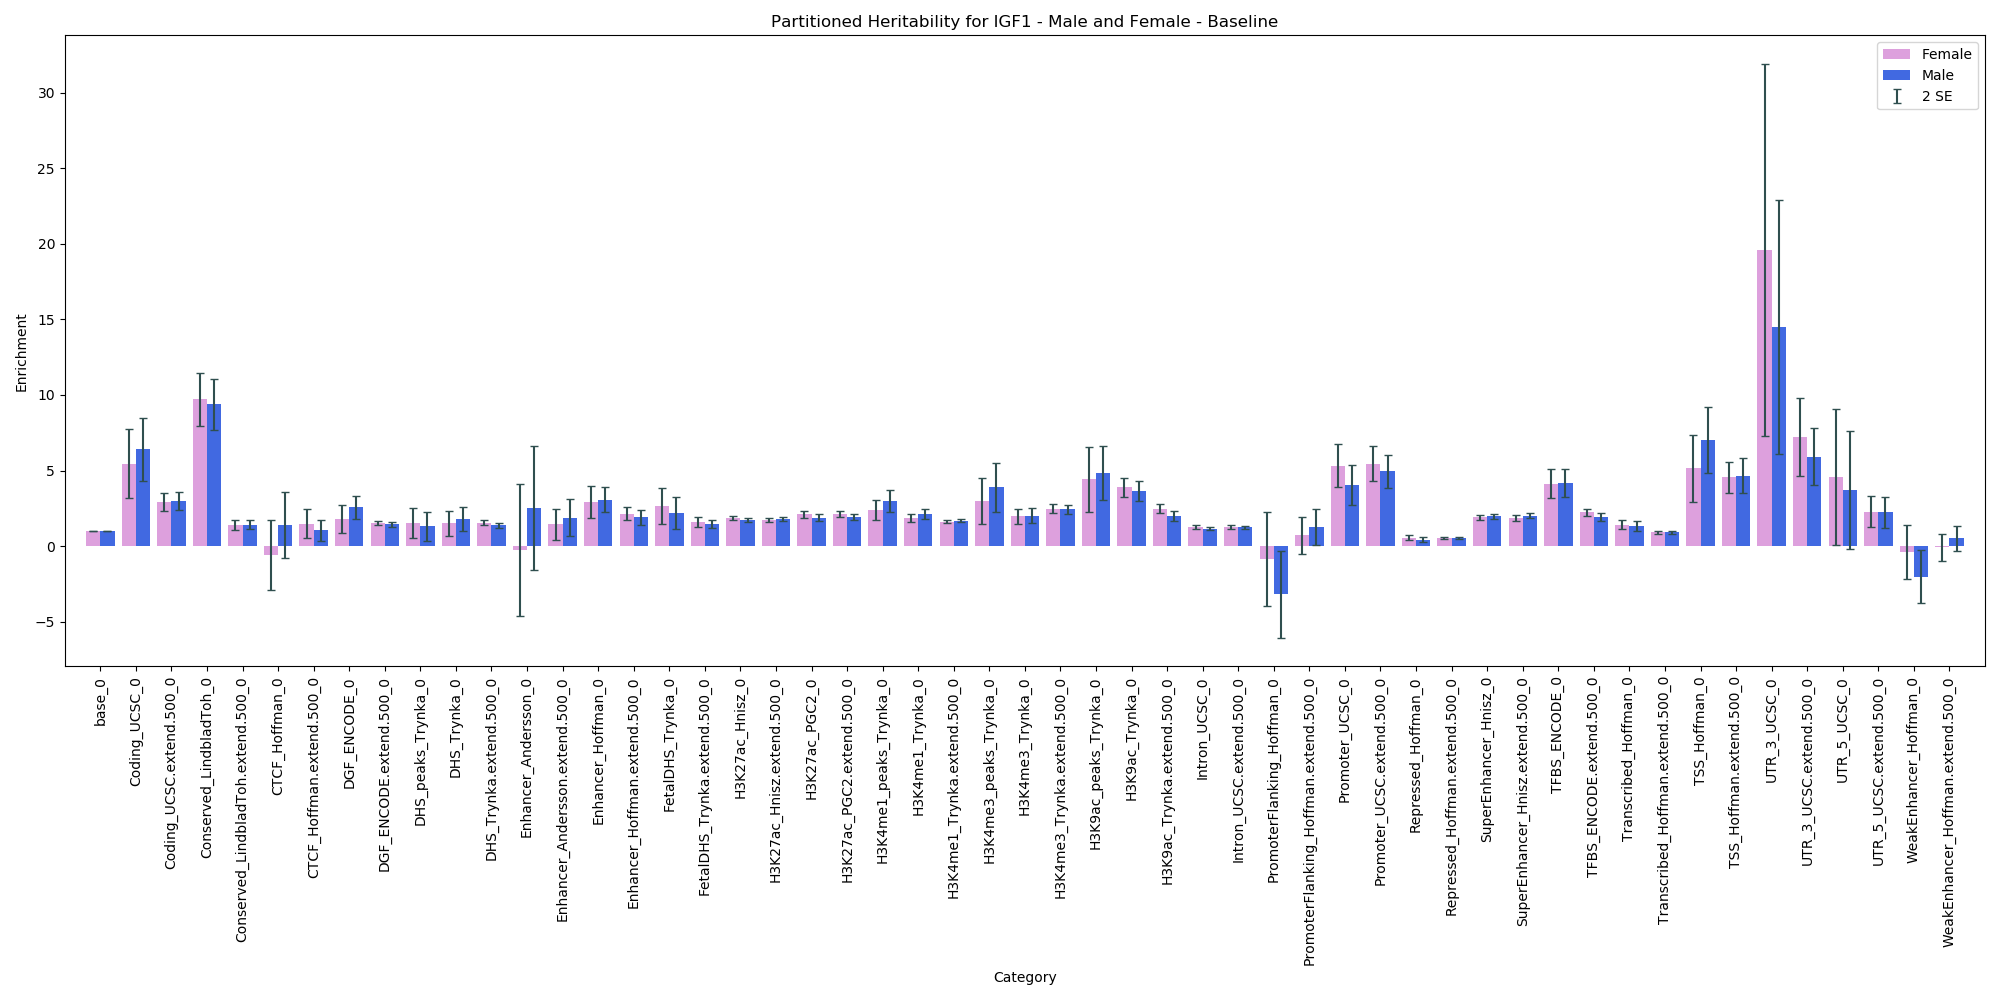 Partitioned Heritability for IGF1 - Male and Female - Baseline
Female
Male
2 SE
Enrichment
30
25
20
15
10
5
0
−5
base_0
Coding_UCSC_0
Coding_UCSC.extend.500_0
Conserved_LindbladToh_0
Conserved_LindbladToh.extend.500_0
CTCF_Hoffman_0
CTCF_Hoffman.extend.500_0
DGF_ENCODE_0
DGF_ENCODE.extend.500_0
DHS_peaks_Trynka_0
DHS_Trynka_0
DHS_Trynka.extend.500_0
Enhancer_Andersson_0
Enhancer_Andersson.extend.500_0
Enhancer_Hoffman_0
Enhancer_Hoffman.extend.500_0
FetalDHS_Trynka_0
FetalDHS_Trynka.extend.500_0
H3K27ac_Hnisz_0
H3K27ac_Hnisz.extend.500_0
H3K27ac_PGC2_0
H3K27ac_PGC2.extend.500_0
H3K4me1_peaks_Trynka_0
H3K4me1_Trynka_0
H3K4me1_Trynka.extend.500_0
H3K4me3_peaks_Trynka_0
H3K4me3_Trynka_0
H3K4me3_Trynka.extend.500_0
H3K9ac_peaks_Trynka_0
H3K9ac_Trynka_0
H3K9ac_Trynka.extend.500_0
Intron_UCSC_0
Intron_UCSC.extend.500_0
PromoterFlanking_Hoffman_0
PromoterFlanking_Hoffman.extend.500_0
Promoter_UCSC_0
Promoter_UCSC.extend.500_0
Repressed_Hoffman_0
Repressed_Hoffman.extend.500_0
SuperEnhancer_Hnisz_0
SuperEnhancer_Hnisz.extend.500_0
TFBS_ENCODE_0
TFBS_ENCODE.extend.500_0
Transcribed_Hoffman_0
Transcribed_Hoffman.extend.500_0
TSS_Hoffman_0
TSS_Hoffman.extend.500_0
UTR_3_UCSC_0
UTR_3_UCSC.extend.500_0
UTR_5_UCSC_0
UTR_5_UCSC.extend.500_0
WeakEnhancer_Hoffman_0
WeakEnhancer_Hoffman.extend.500_0
Category